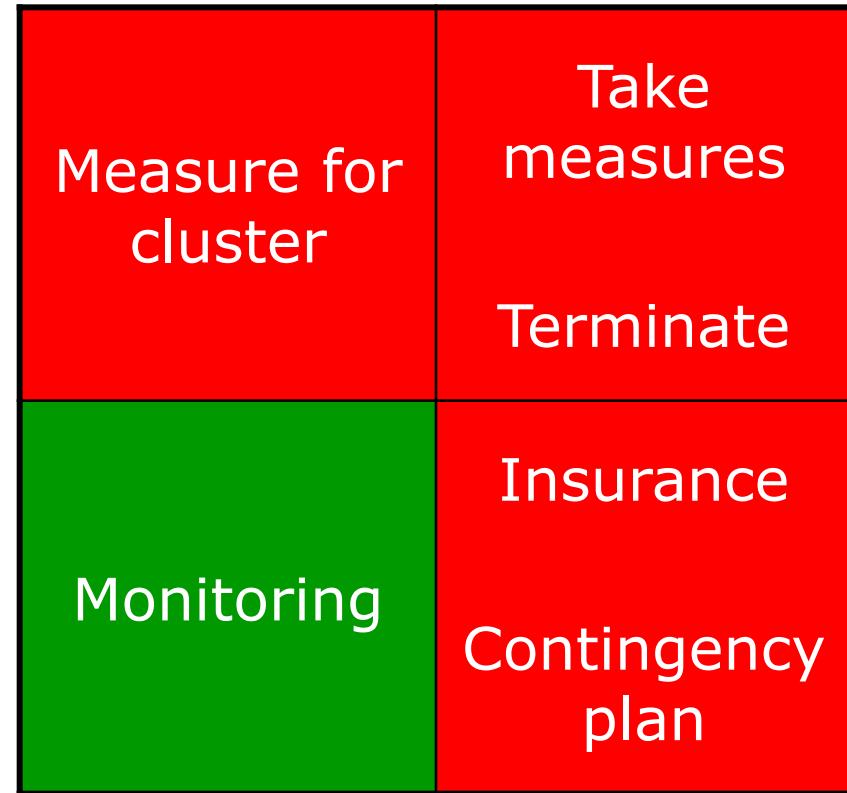 Measure for
cluster
Take
measures
Terminate
Monitoring
Insurance
Contingency
plan